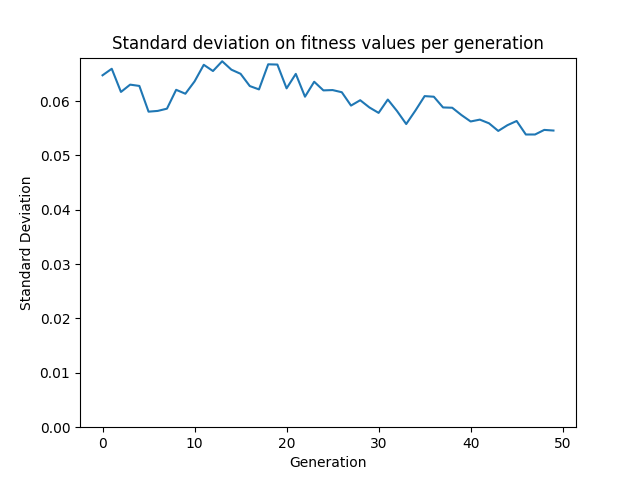 Standard deviation on fitness values per generation
Standard Deviation
0.06
0.05
0.04
0.03
0.02
0.01
0.00
0 10 20 30 40 50
Generation